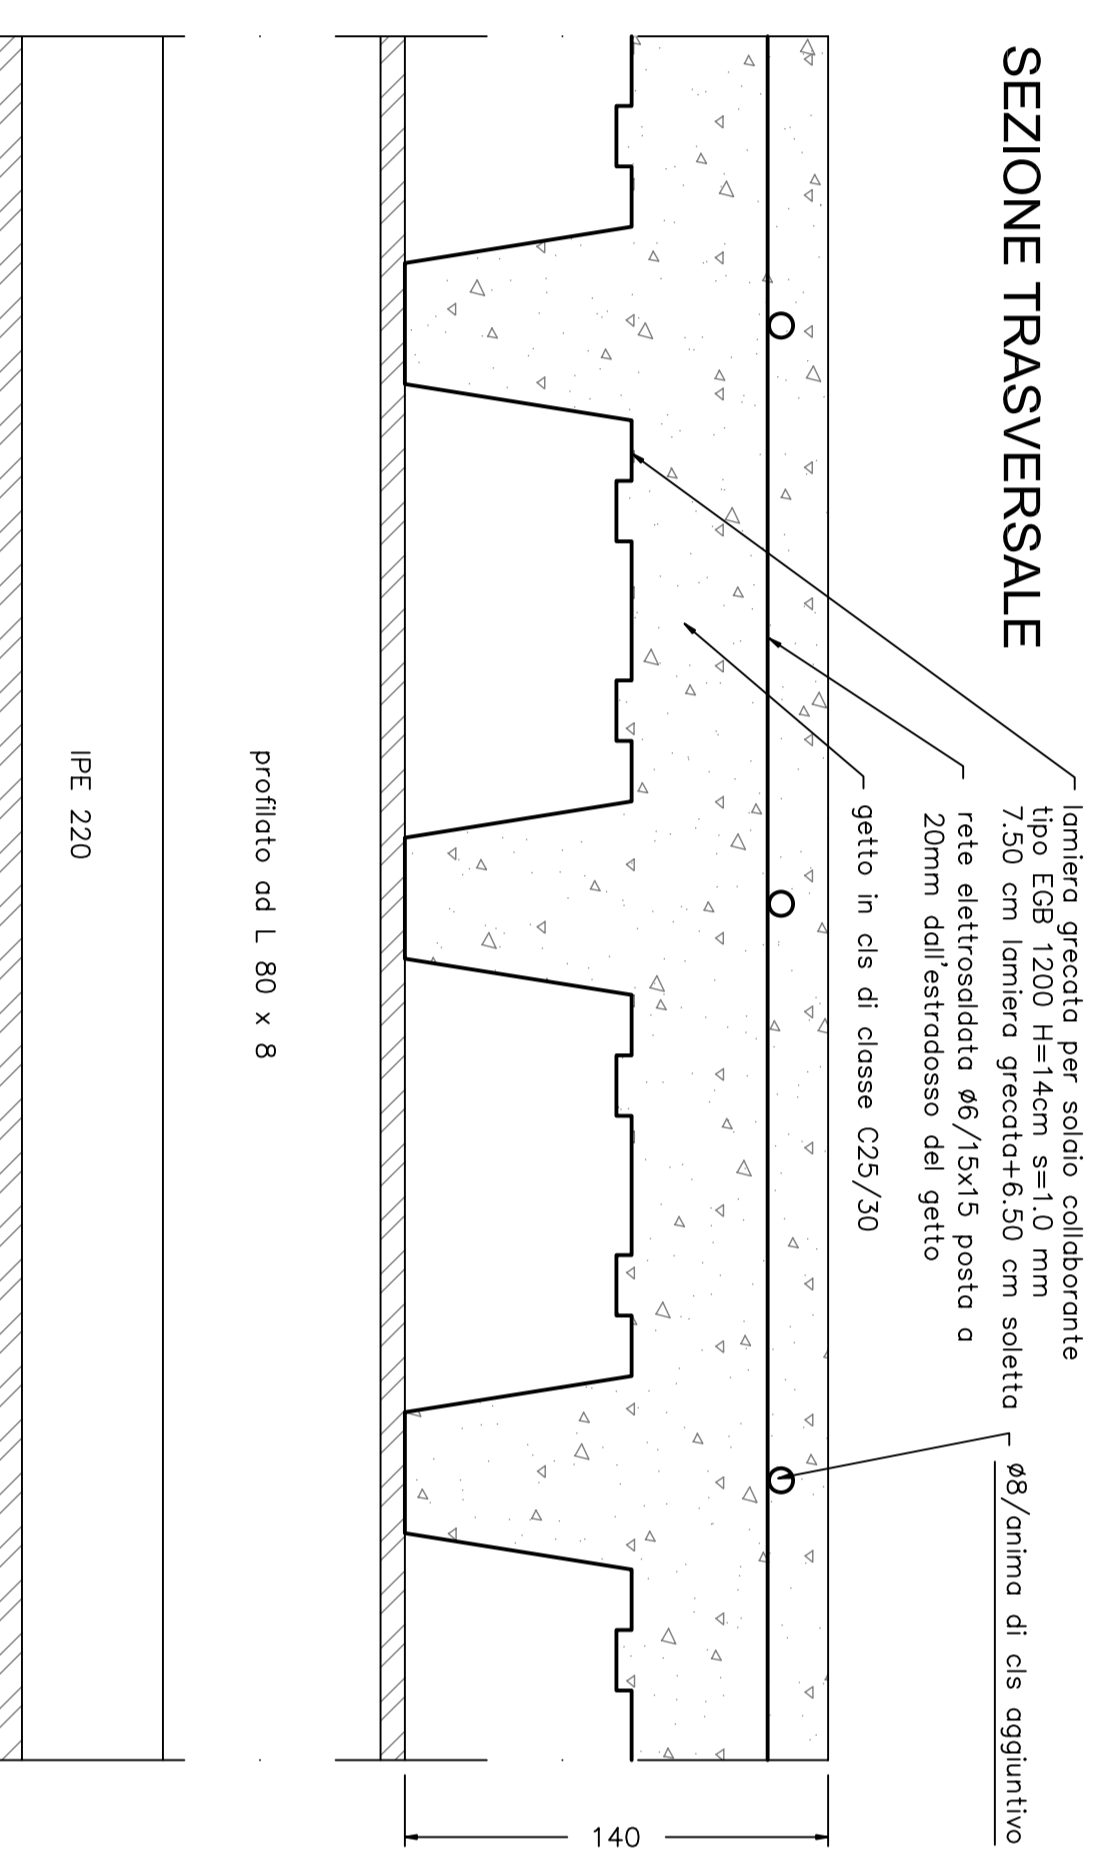 SEZIONE TRASVERSALE
lamiera grecata per solaio collaborante
tipo EGB 1200 H=14cm s=1.0 mm
7.50 cm lamiera grecata+6.50 cm soletta
rete elettrosaldata ø6/15x15 posta a
20mm dall'estradosso del getto
getto in cls di classe C25/30
ø8/anima di cls aggiuntivo
140
profilato ad L 80 x 8
IPE 220